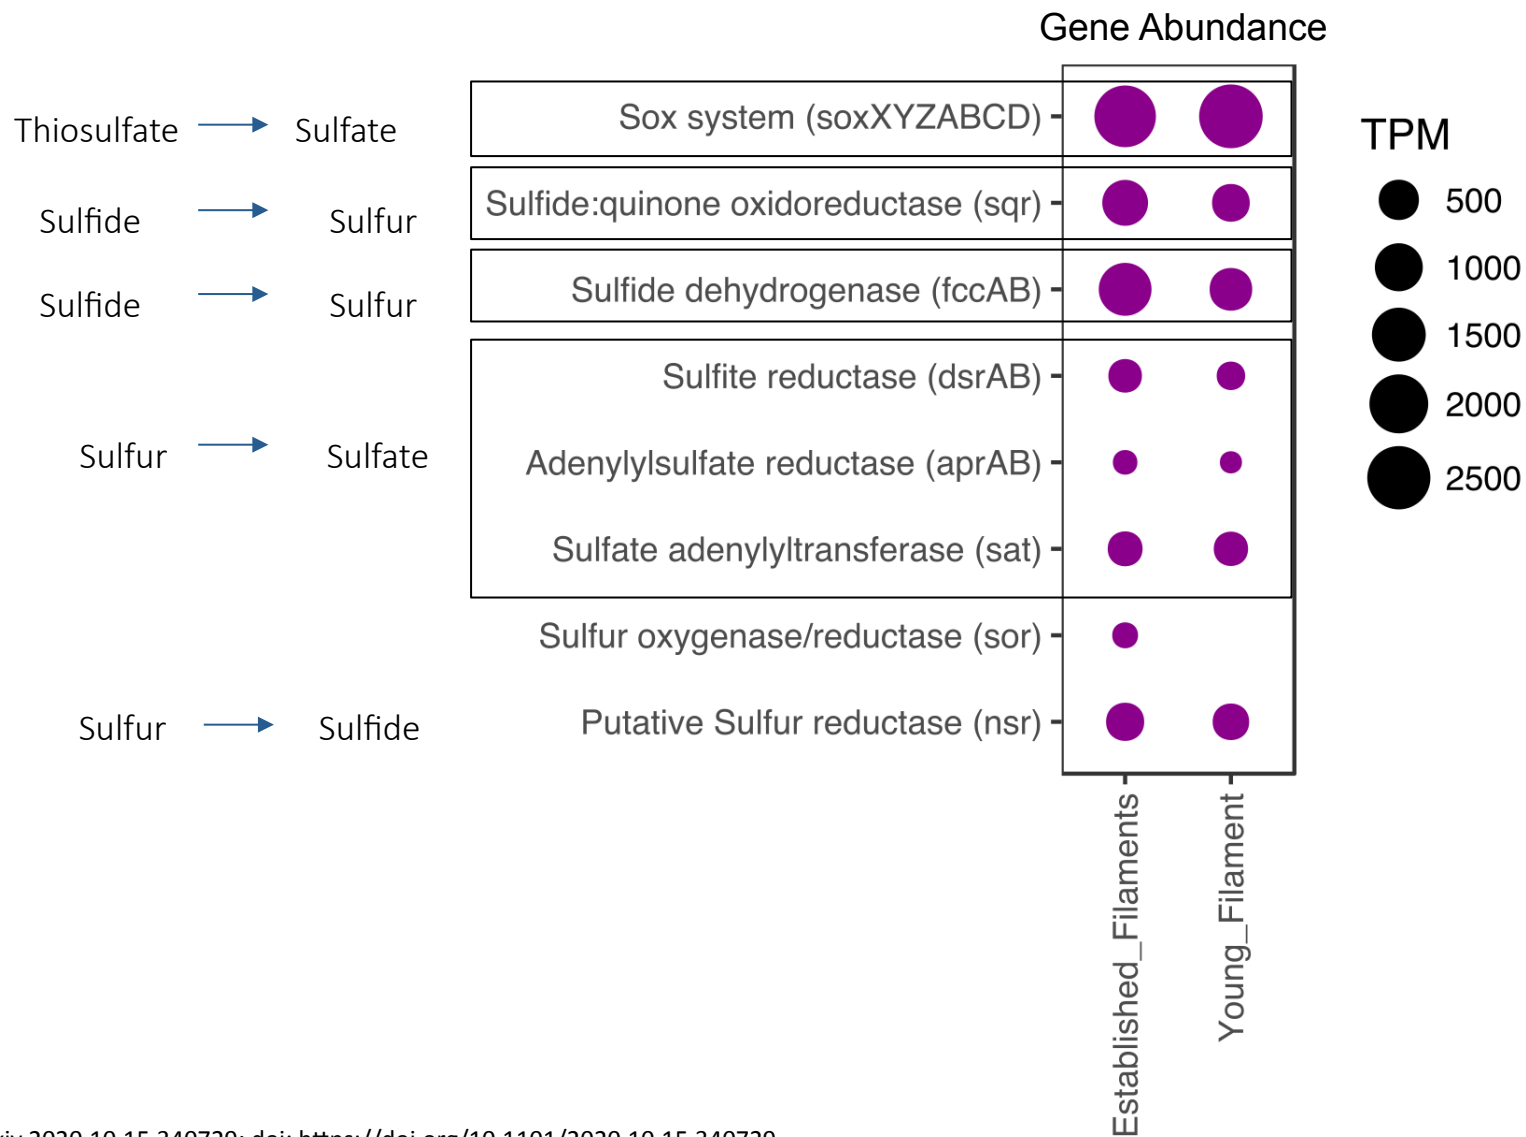 Gene Abundance
Thiosulfate Sulfate
Sox system (soxXYZABCD)
Sulfide Sulfur
Sulfide:quinone oxidoreductase (sqr)
Sulfide Sulfur
Sulfide dehydrogenase (fccAB)
Sulfite reductase (dsrAB)
Sulfur Sulfate
Adenylylsulfate reductase (aprAB)
Sulfate adenylyltransferase (sat)
Sulfur oxygenase/reductase (sor)
Sulfur Sulfide
Putative Sulfur reductase (nsr)
TPM
500
1000
1500
2000
2500
Established_Filaments
Young_Filament